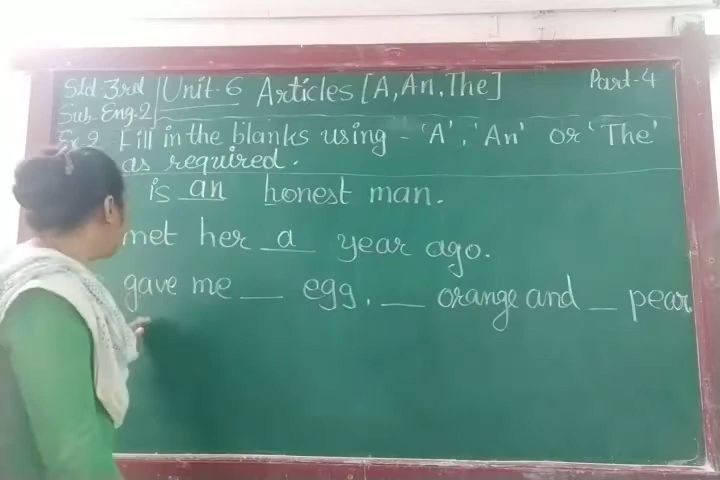 Std-3rd Unit-6 Articles [A, An, The] Part-4
Sub-Eng-2
Ex 2 Fill in the blanks using - 'A', 'An' or 'The'
as required.
is an honest man.
met her a year ago.
gave me __ egg, __ orange and __ pear